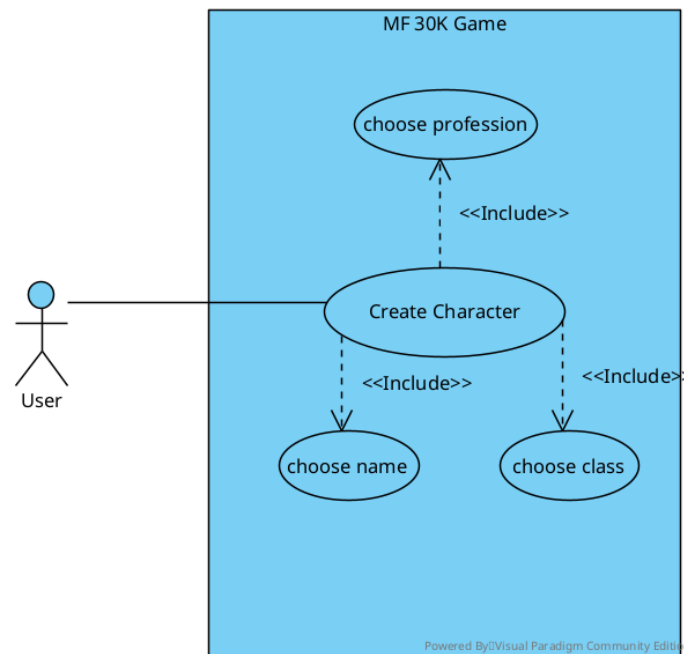 MF 30K Game
choose profession
<<Include>>
Create Character
User
<<Include>>
<<Include>
choose name
choose class
Powered By Visual Paradigm Community Editio